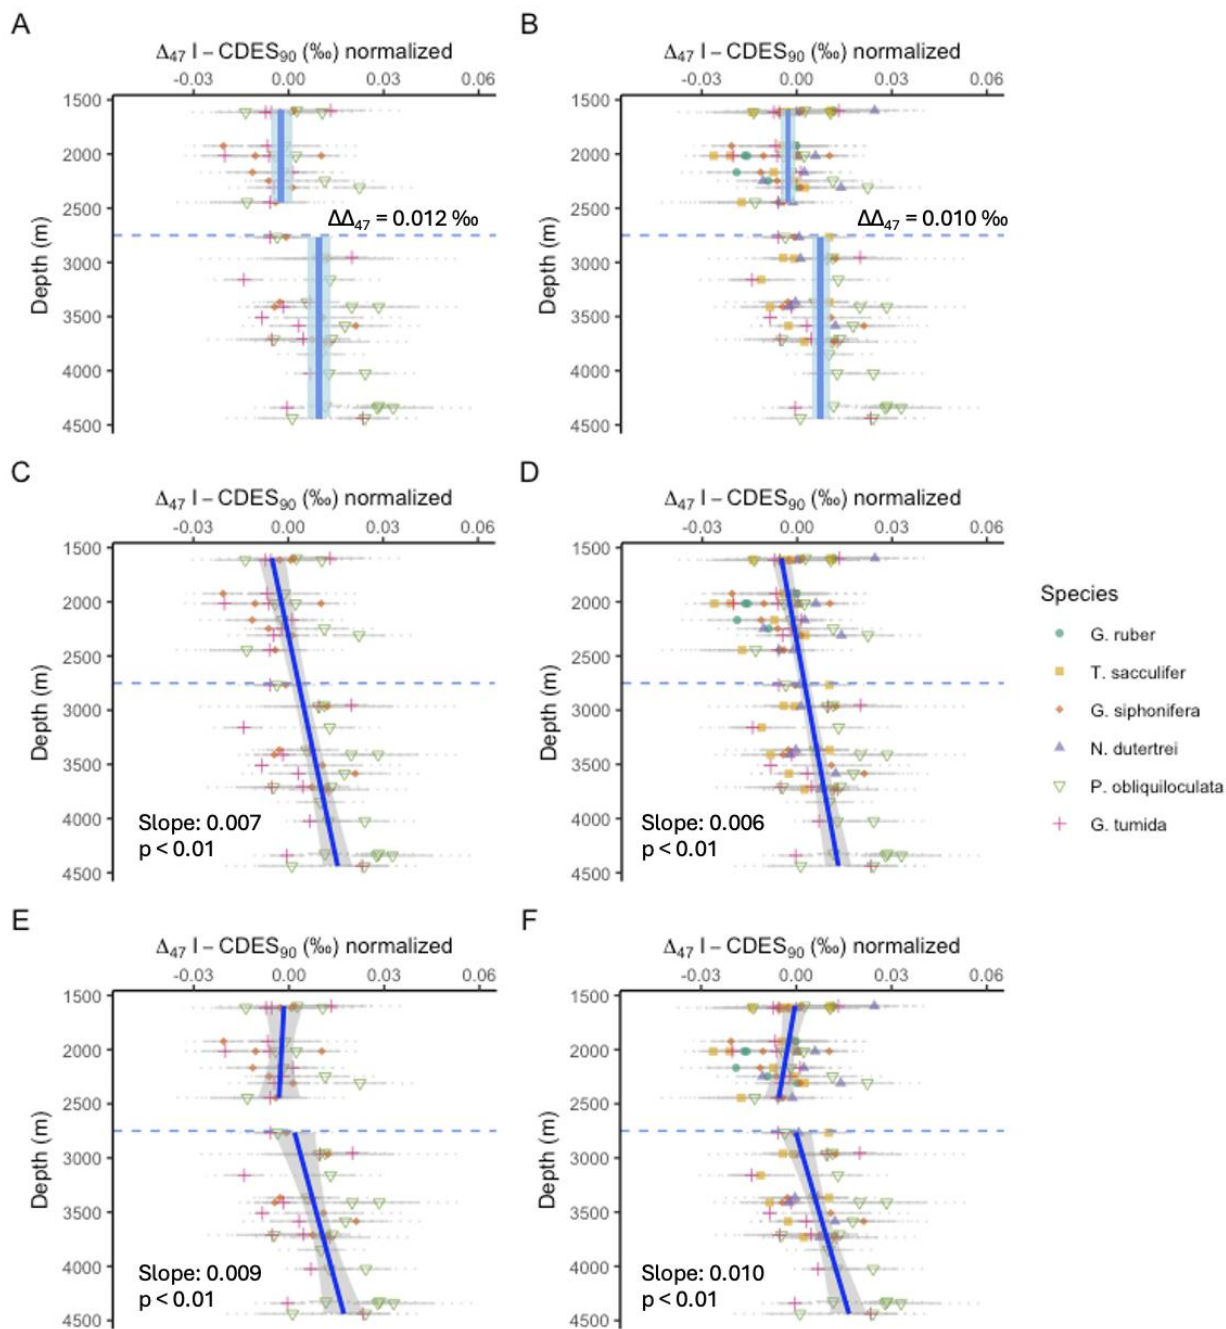 A
B
Δ47 I – CDES90 (‰) normalized
-0.03 0.00 0.03 0.06
Δ47 I – CDES90 (‰) normalized
-0.03 0.00 0.03 0.06
1500
2000
2500
3000
3500
4000
4500
Depth (m)
ΔΔ47 = 0.012 ‰
1500
2000
2500
3000
3500
4000
4500
Depth (m)
ΔΔ47 = 0.010 ‰
C
D
Δ47 I – CDES90 (‰) normalized
-0.03 0.00 0.03 0.06
Δ47 I – CDES90 (‰) normalized
-0.03 0.00 0.03 0.06
1500
2000
2500
3000
3500
4000
4500
Depth (m)
Slope: 0.007
p < 0.01
1500
2000
2500
3000
3500
4000
4500
Depth (m)
Slope: 0.006
p < 0.01
Species
G. ruber
T. sacculifer
G. siphonifera
N. dutertrei
P. obliquiloculata
G. tumida
E
F
Δ47 I – CDES90 (‰) normalized
-0.03 0.00 0.03 0.06
Δ47 I – CDES90 (‰) normalized
-0.03 0.00 0.03 0.06
1500
2000
2500
3000
3500
4000
4500
Depth (m)
Slope: 0.009
p < 0.01
1500
2000
2500
3000
3500
4000
4500
Depth (m)
Slope: 0.010
p < 0.01